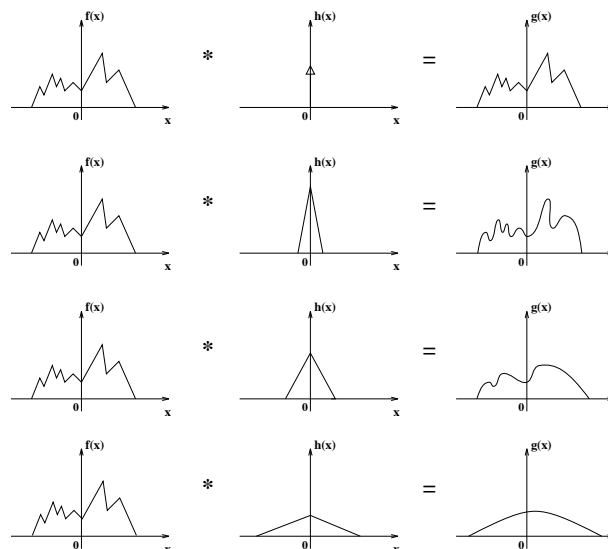 f(x) h(x) g(x)
* =
0 0 0
x x
f(x) h(x) g(x)
* =
0 0 0
x x
f(x) h(x) g(x)
* =
0 0 0
x x
f(x) h(x) g(x)
* =
0 0 0
x x